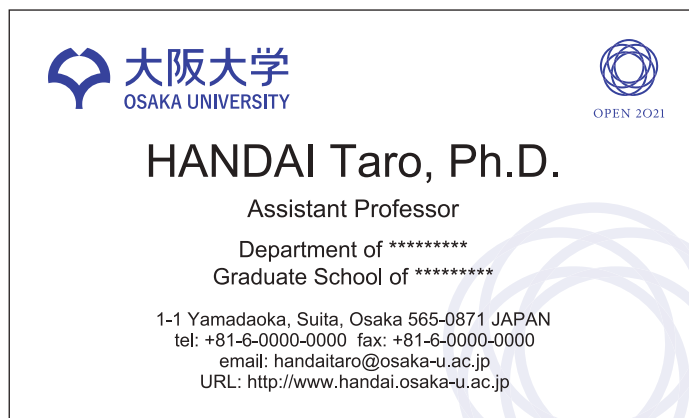 大阪大学
OSAKA UNIVERSITY
OPEN 2021
HANDAI Taro, Ph.D.
Assistant Professor
Department of *********
Graduate School of *********
1-1 Yamadaoka, Suita, Osaka 565-0871 JAPAN
tel: +81-6-0000-0000 fax: +81-6-0000-0000
email: handaitaro@osaka-u.ac.jp
URL: http://www.handai.osaka-u.ac.jp